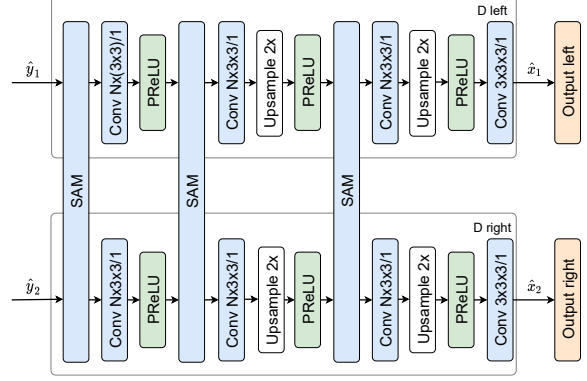 D left
ŷ₁
SAM
Conv Nx(3x3)/1
PReLU
SAM
Conv Nx3x3/1
Upsample 2x
PReLU
SAM
Conv Nx3x3/1
Upsample 2x
PReLU
Conv 3x3x3/1
x̂₁
Output left
D right
ŷ₂
Conv Nx3x3/1
PReLU
Conv Nx3x3/1
Upsample 2x
PReLU
Conv Nx3x3/1
Upsample 2x
PReLU
Conv 3x3x3/1
x̂₂
Output right